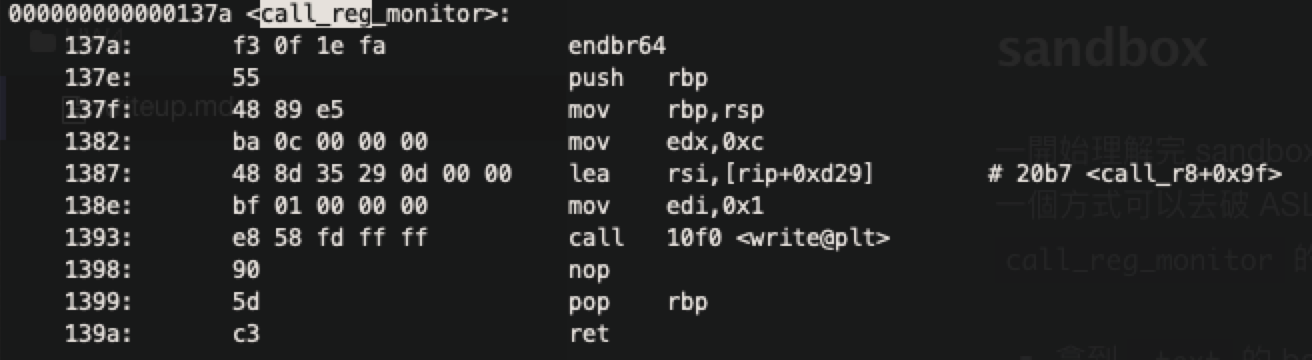 000000000000137a <call_reg_monitor>:
137a: f3 0f 1e fa endbr64
137e: 55 push rbp
137f: 48 89 e5 mov rbp,rsp
1382: ba 0c 00 00 00 mov edx,0xc
1387: 48 8d 35 29 0d 00 00 lea rsi,[rip+0xd29] # 20b7 <call_r8+0x9f>
138e: bf 01 00 00 00 mov edi,0x1
1393: e8 58 fd ff ff call 10f0 <write@plt>
1398: 90 nop
1399: 5d pop rbp
139a: c3 ret
sandbox
一開始理解完 sandbox
一個方式可以去破 ASL
call_reg_monitor 的